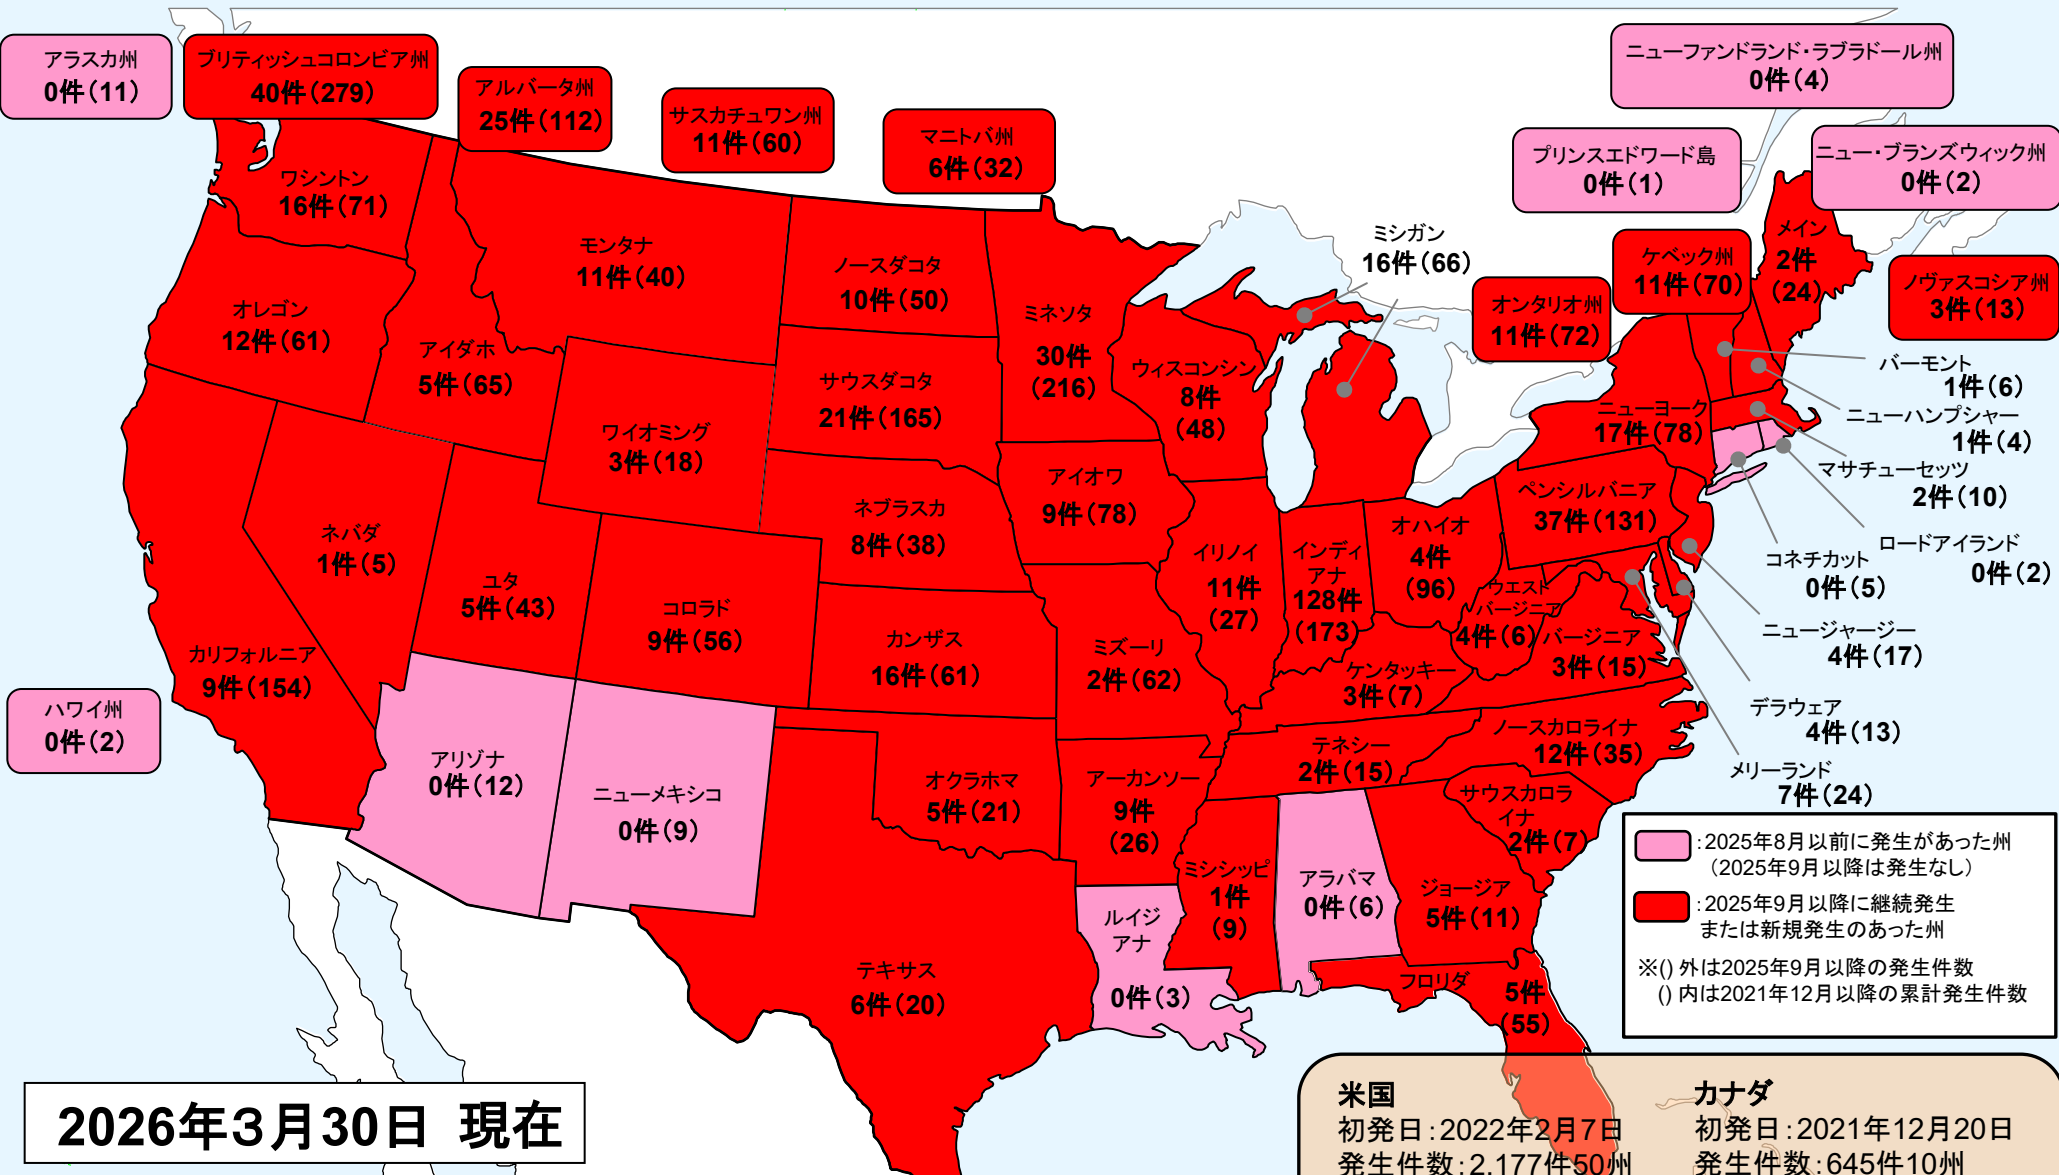 アラスカ州
0件(11)
ブリティッシュコロンビア州
40件(279)
アルバータ州
25件(112)
サスカチュワン州
11件(60)
マニトバ州
6件(32)
ニューファンドランド・ラブラドール州
0件(4)
プリンスエドワード島
0件(1)
ニュー・ブランズウィック州
0件(2)
ケベック州
11件(70)
オンタリオ州
11件(72)
ノヴァスコシア州
3件(13)
ワシントン
16件(71)
モンタナ
11件(40)
ノースダコタ
10件(50)
ミネソタ
30件
(216)
ミシガン
16件(66)
メイン
2件
(24)
オレゴン
12件(61)
アイダホ
5件(65)
サウスダコタ
21件(165)
ウィスコンシン
8件
(48)
バーモント
1件(6)
ニューハンプシャー
1件(4)
ニューヨーク
17件(78)
マサチューセッツ
2件(10)
ワイオミング
3件(18)
アイオワ
9件(78)
ペンシルバニア
37件(131)
ロードアイランド
0件(2)
コネチカット
0件(5)
ネバダ
1件(5)
ネブラスカ
8件(38)
イリノイ
11件
(27)
インディ
アナ
128件
(173)
オハイオ
4件
(96)
ウエスト
バージニア
4件(6)
バージニア
3件(15)
ニュージャージー
4件(17)
ユタ
5件(43)
コロラド
9件(56)
カンザス
16件(61)
ミズーリ
2件(62)
ケンタッキー
3件(7)
デラウェア
4件(13)
カリフォルニア
9件(154)
ハワイ州
0件(2)
アリゾナ
0件(12)
ニューメキシコ
0件(9)
オクラホマ
5件(21)
アーカンソー
9件
(26)
テネシー
2件(15)
ノースカロライナ
12件(35)
メリーランド
7件(24)
サウスカロラ
イナ
2件(7)
ミシシッピ
1件
(9)
アラバマ
0件(6)
ジョージア
5件(11)
ルイジ
アナ
0件(3)
テキサス
6件(20)
フロリダ
5件
(55)
:2025年8月以前に発生があった州
(2025年9月以降は発生なし)
:2025年9月以降に継続発生
または新規発生のあった州
※() 外は2025年9月以降の発生件数
() 内は2021年12月以降の累計発生件数
2026年3月30日 現在
米国
初発日:2022年2月7日
発生件数:2,177件50州
カナダ
初発日:2021年12月20日
発生件数:645件10州